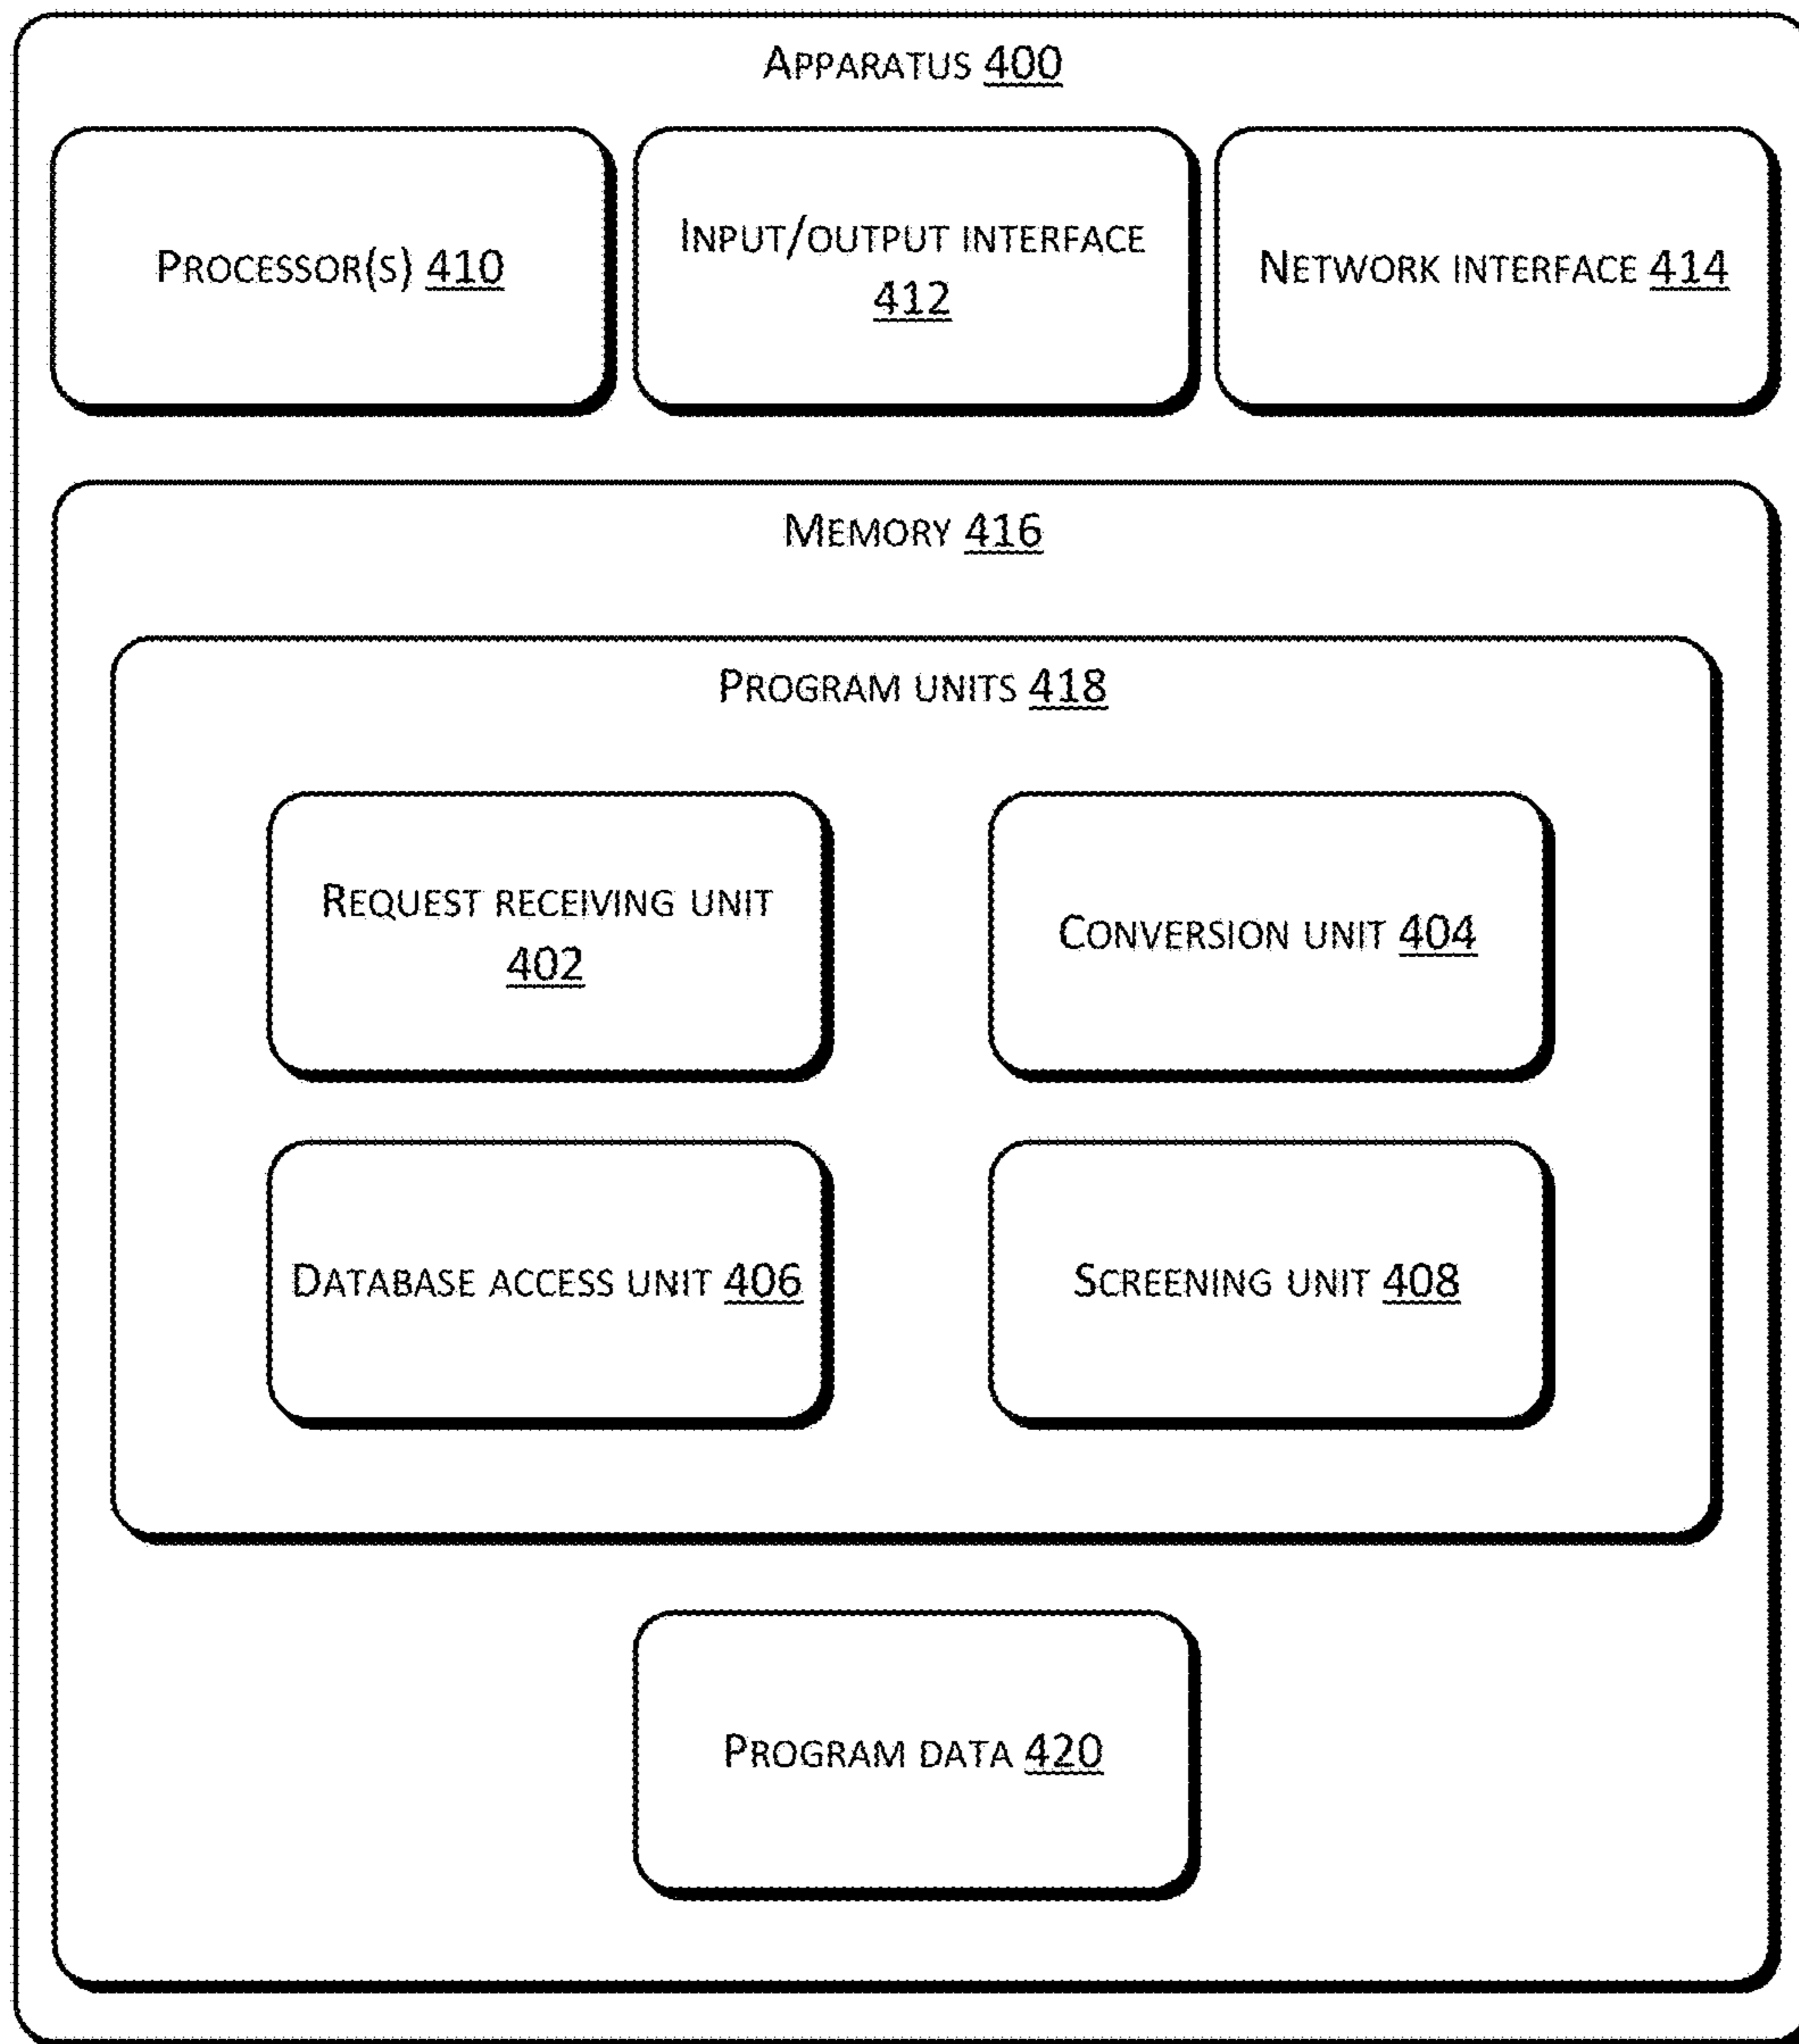 APPARATUS 400
PROCESSOR(S) 410
INPUT/OUTPUT INTERFACE
412
NETWORK INTERFACE 414
MEMORY 416
PROGRAM UNITS 418
REQUEST RECEIVING UNIT
402
CONVERSION UNIT 404
DATABASE ACCESS UNIT 406
SCREENING UNIT 408
PROGRAM DATA 420